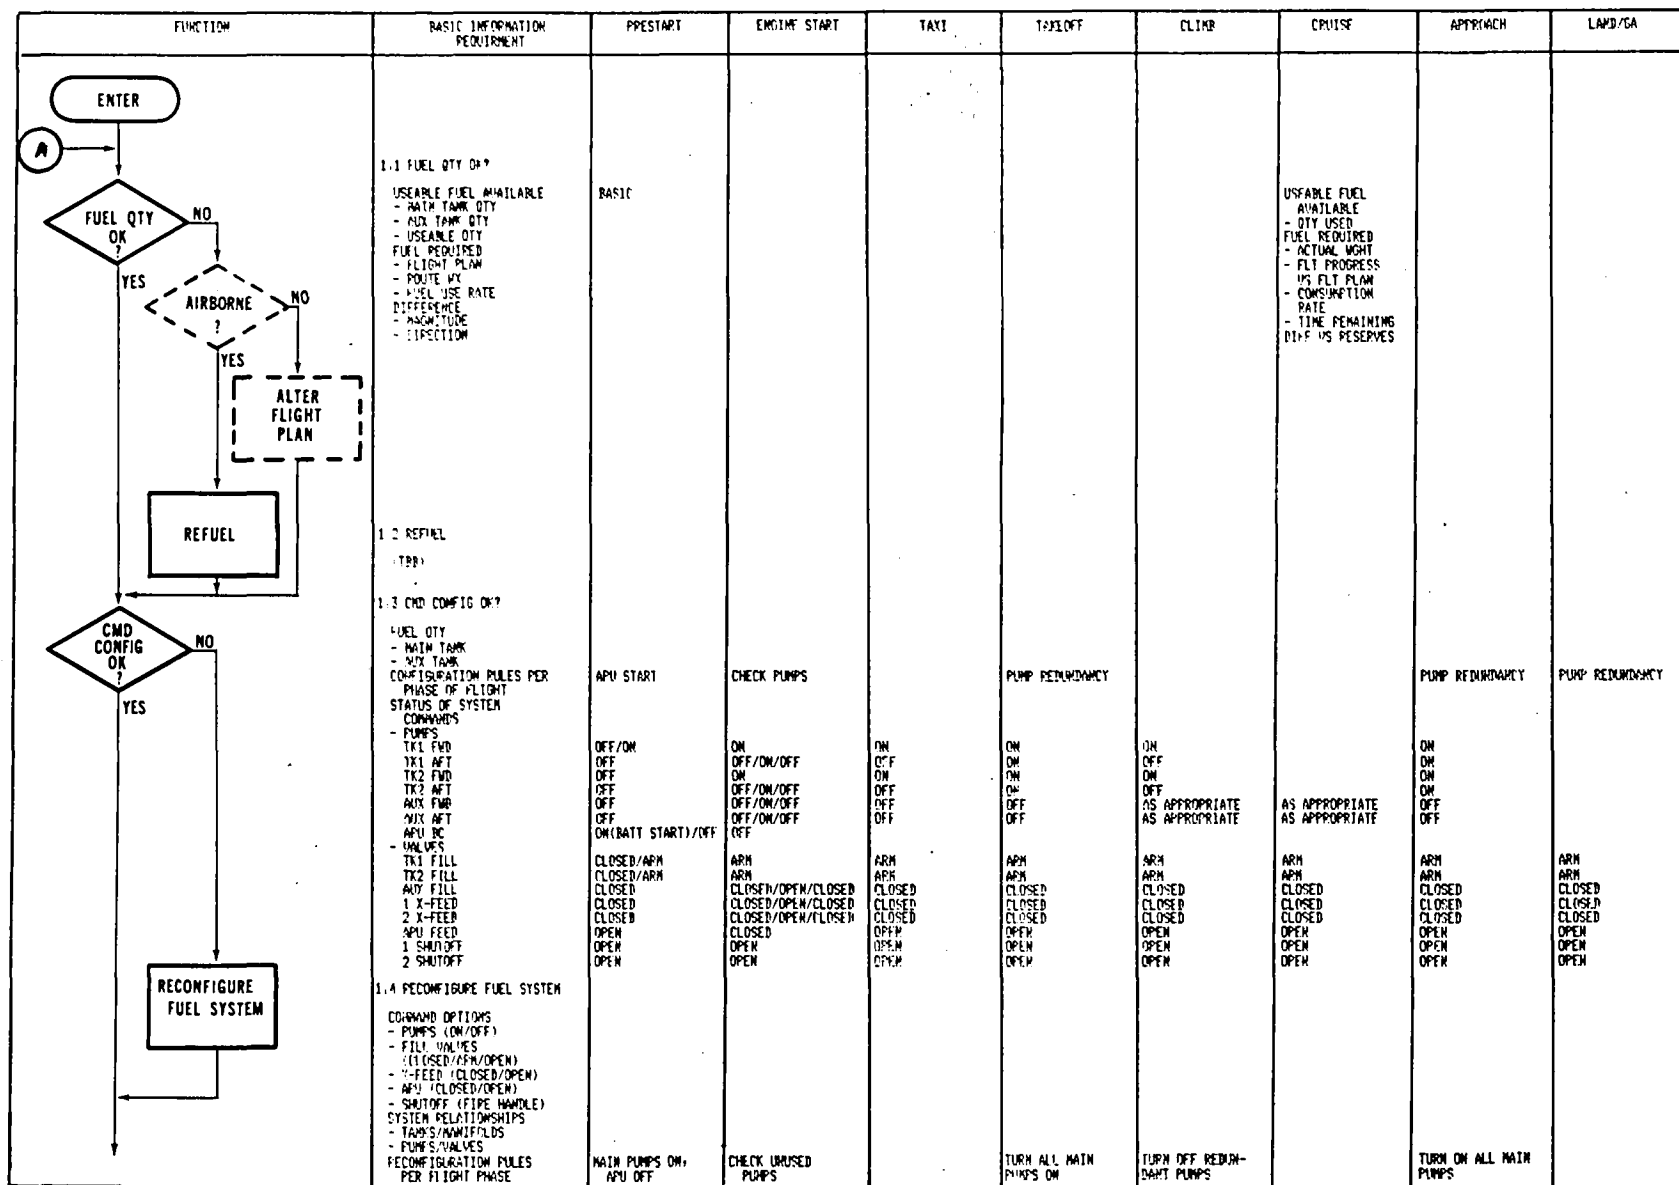 FUNCTION
BASIC INFORMATION REQUIRMENT
PRESTART
ENGINE START
TAXI
TAKEOFF
CLIMB
CRUISE
APPROACH
LAND/GA
ENTER
A
FUEL QTY
OK
?
NO
YES
AIRBORNE
?
NO
YES
ALTER
FLIGHT
PLAN
REFUEL
CMD
CONFIG
OK
?
NO
YES
RECONFIGURE
FUEL SYSTEM
1.1 FUEL QTY OK?
USEABLE FUEL AVAILABLE
- MAIN TANK QTY
- AUX TANK QTY
- USEABLE QTY
FUEL REQUIRED
- FLIGHT PLAN
- ROUTE WX
- FUEL USE RATE
DIFFERENCE
- MAGNITUDE
- DIRECTION
BASIC
USEABLE FUEL
AVAILABLE
- QTY USED
FUEL REQUIRED
- ACTUAL WGHT
- FLT PROGRESS
VS FLT PLAN
- CONSUMPTION
RATE
- TIME REMAINING
DIFF VS RESERVES
1.2 REFUEL
(TBD)
1.3 CMD CONFIG OK?
FUEL QTY
- MAIN TANK
- AUX TANK
CONFIGURATION RULES PER
PHASE OF FLIGHT
APU START
CHECK PUMPS
PUMP REDUNDANCY
PUMP REDUNDANCY
PUMP REDUNDANCY
STATUS OF SYSTEM
COMMANDS
- PUMPS
TK1 FWD OFF/ON ON ON ON ON ON
TK1 AFT OFF OFF/ON/OFF OFF ON OFF ON
TK2 FWD OFF ON ON ON ON ON
TK2 AFT OFF OFF/ON/OFF OFF ON OFF ON
AUX FWD OFF OFF/ON/OFF OFF OFF AS APPROPRIATE AS APPROPRIATE OFF
AUX AFT OFF OFF/ON/OFF OFF OFF AS APPROPRIATE AS APPROPRIATE OFF
APU DC ON(BATT START)/OFF OFF
- VALVES
TK1 FILL CLOSED/ARM ARM ARM ARM ARM ARM ARM ARM
TK2 FILL CLOSED/ARM ARM ARM ARM ARM ARM ARM ARM
AUX FILL CLOSED CLOSED/OPEN/CLOSED CLOSED CLOSED CLOSED CLOSED CLOSED CLOSED
1 X-FEED CLOSED CLOSED/OPEN/CLOSED CLOSED CLOSED CLOSED CLOSED CLOSED CLOSED
2 X-FEED CLOSED CLOSED/OPEN/CLOSED CLOSED CLOSED CLOSED CLOSED CLOSED CLOSED
APU FEED OPEN CLOSED OPEN OPEN OPEN OPEN OPEN OPEN
1 SHUTOFF OPEN OPEN OPEN OPEN OPEN OPEN OPEN OPEN
2 SHUTOFF OPEN OPEN OPEN OPEN OPEN OPEN OPEN OPEN
1.4 RECONFIGURE FUEL SYSTEM
COMMAND OPTIONS
- PUMPS (ON/OFF)
- FILL VALVES
(CLOSED/ARM/OPEN)
- X-FEED (CLOSED/OPEN)
- APU (CLOSED/OPEN)
- SHUTOFF (FIRE HANDLE)
SYSTEM RELATIONSHIPS
- TANKS/MANIFOLDS
- PUMPS/VALVES
RECONFIGURATION RULES
PER FLIGHT PHASE
MAIN PUMPS ON,
APU OFF
CHECK UNUSED
PUMPS
TURN ALL MAIN
PUMPS ON
TURN OFF REDUN-
DANT PUMPS
TURN ON ALL MAIN
PUMPS